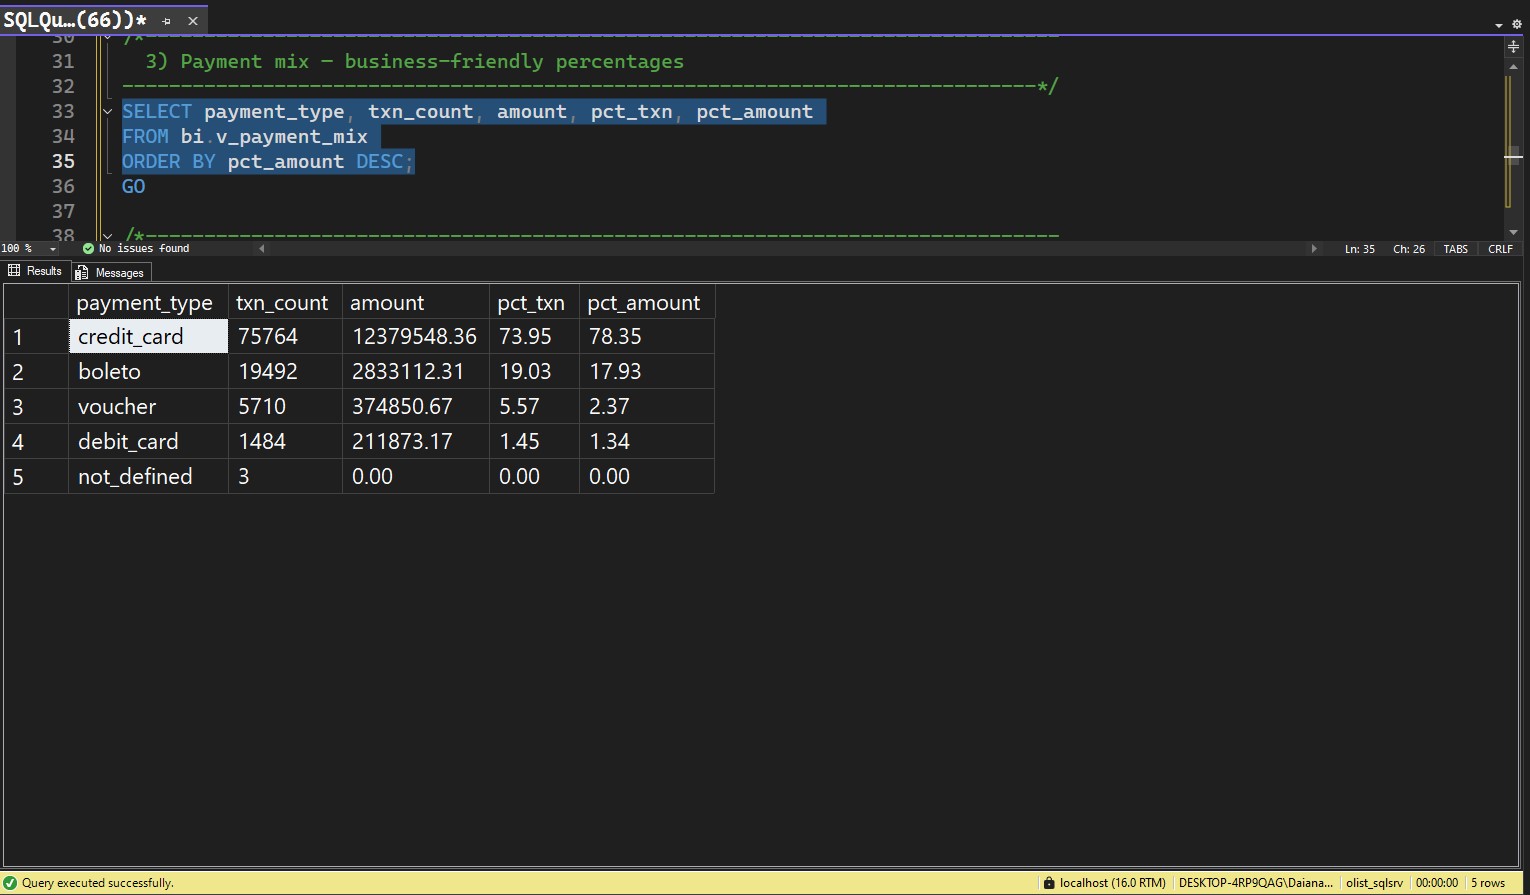 SQLQu...(66))*
30 /*------------------------------------------------------------------------------
31 3) Payment mix — business-friendly percentages
32 ------------------------------------------------------------------------------*/
33 SELECT payment_type, txn_count, amount, pct_txn, pct_amount
34 FROM bi.v_payment_mix
35 ORDER BY pct_amount DESC;
36 GO
37
38 /*------------------------------------------------------------------------------
100 % No issues found Ln: 35 Ch: 26 TABS CRLF
Results Messages
payment_type txn_count amount pct_txn pct_amount
1 credit_card 75764 12379548.36 73.95 78.35
2 boleto 19492 2833112.31 19.03 17.93
3 voucher 5710 374850.67 5.57 2.37
4 debit_card 1484 211873.17 1.45 1.34
5 not_defined 3 0.00 0.00 0.00
Query executed successfully. localhost (16.0 RTM) DESKTOP-4RP9QAG\Daiana... olist_sqlsrv 00:00:00 5 rows